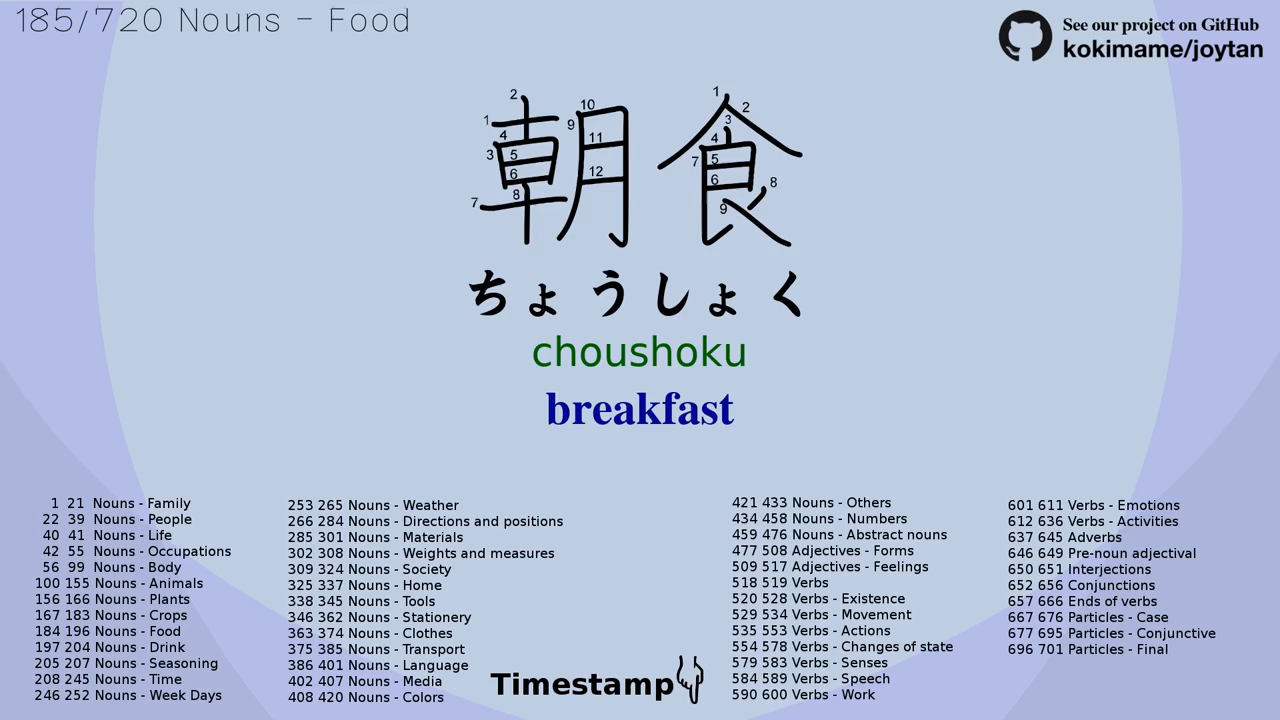 185/720 Nouns - Food
See our project on GitHub
kokimame/joytan
朝食
ちょうしょく
choushoku
breakfast
1 21 Nouns - Family
22 39 Nouns - People
40 41 Nouns - Life
42 55 Nouns - Occupations
56 99 Nouns - Body
100 155 Nouns - Animals
156 166 Nouns - Plants
167 183 Nouns - Crops
184 196 Nouns - Food
197 204 Nouns - Drink
205 207 Nouns - Seasoning
208 245 Nouns - Time
246 252 Nouns - Week Days
253 265 Nouns - Weather
266 284 Nouns - Directions and positions
285 301 Nouns - Materials
302 308 Nouns - Weights and measures
309 324 Nouns - Society
325 337 Nouns - Home
338 345 Nouns - Tools
346 362 Nouns - Stationery
363 374 Nouns - Clothes
375 385 Nouns - Transport
386 401 Nouns - Language
402 407 Nouns - Media
408 420 Nouns - Colors
Timestamp
421 433 Nouns - Others
434 458 Nouns - Numbers
459 476 Nouns - Abstract nouns
477 508 Adjectives - Forms
509 517 Adjectives - Feelings
518 519 Verbs
520 528 Verbs - Existence
529 534 Verbs - Movement
535 553 Verbs - Actions
554 578 Verbs - Changes of state
579 583 Verbs - Senses
584 589 Verbs - Speech
590 600 Verbs - Work
601 611 Verbs - Emotions
612 636 Verbs - Activities
637 645 Adverbs
646 649 Pre-noun adjectival
650 651 Interjections
652 656 Conjunctions
657 666 Ends of verbs
667 676 Particles - Case
677 695 Particles - Conjunctive
696 701 Particles - Final